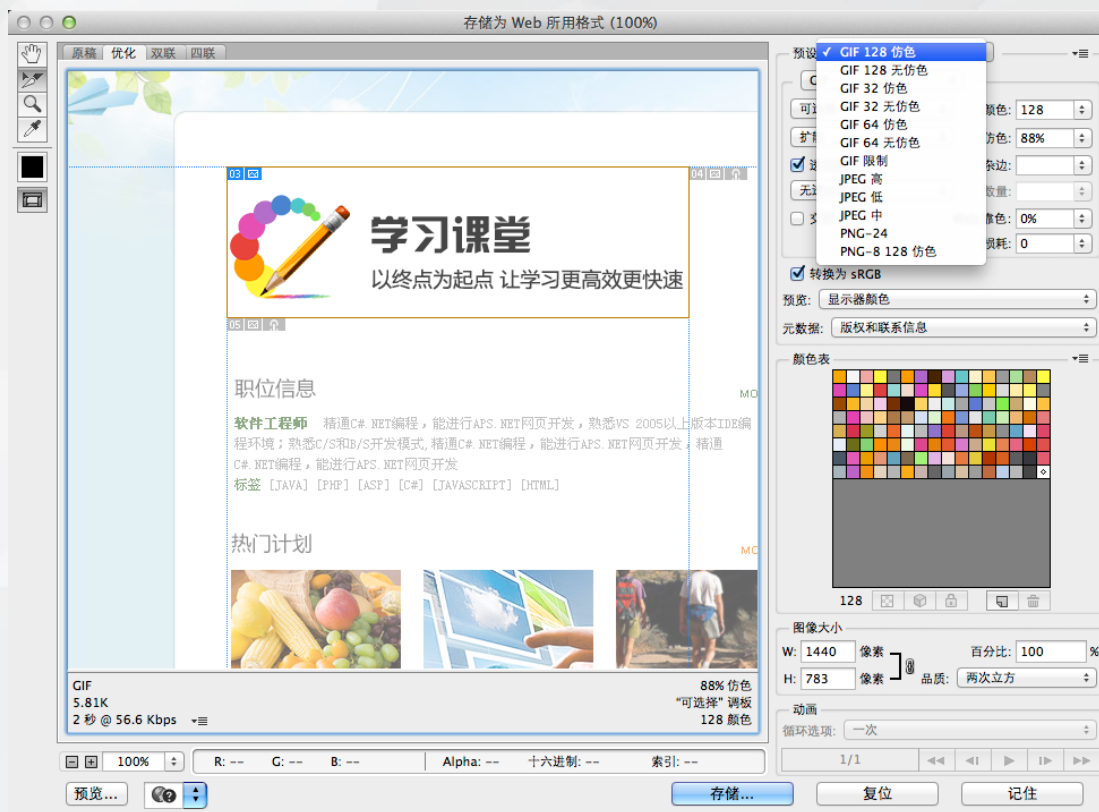 存储为 Web 所用格式 (100%)
原稿 优化 双联 四联
预设
GIF 128 仿色
GIF 128 无仿色
GIF 32 仿色
GIF 32 无仿色
GIF 64 仿色
GIF 64 无仿色
GIF 限制
JPEG 高
JPEG 低
JPEG 中
PNG-24
PNG-8 128 仿色
颜色: 128
仿色: 88%
杂边:
数量:
靠色: 0%
损耗: 0
转换为 sRGB
预览: 显示器颜色
元数据: 版权和联系信息
颜色表
128
图像大小
W: 1440 像素 百分比: 100 %
H: 783 像素 品质: 两次立方
动画
循环选项: 一次
1/1
03
04
学习课堂
以终点为起点 让学习更高效更快速
05
职位信息
MO
软件工程师 精通C#.NET编程，能进行APS.NET网页开发，熟悉VS 2005以上版本IDE编
程环境；熟悉C/S和B/S开发模式,精通C#.NET编程，能进行APS.NET网页开发，精通
C#.NET编程，能进行APS.NET网页开发
标签 [JAVA] [PHP] [ASP] [C#] [JAVASCRIPT] [HTML]
热门计划
MO
GIF
5.81K
2 秒 @ 56.6 Kbps
88% 仿色
“可选择” 调板
128 颜色
100%
R: -- G: -- B: -- Alpha: -- 十六进制: -- 索引: --
预览... 存储... 复位 记住